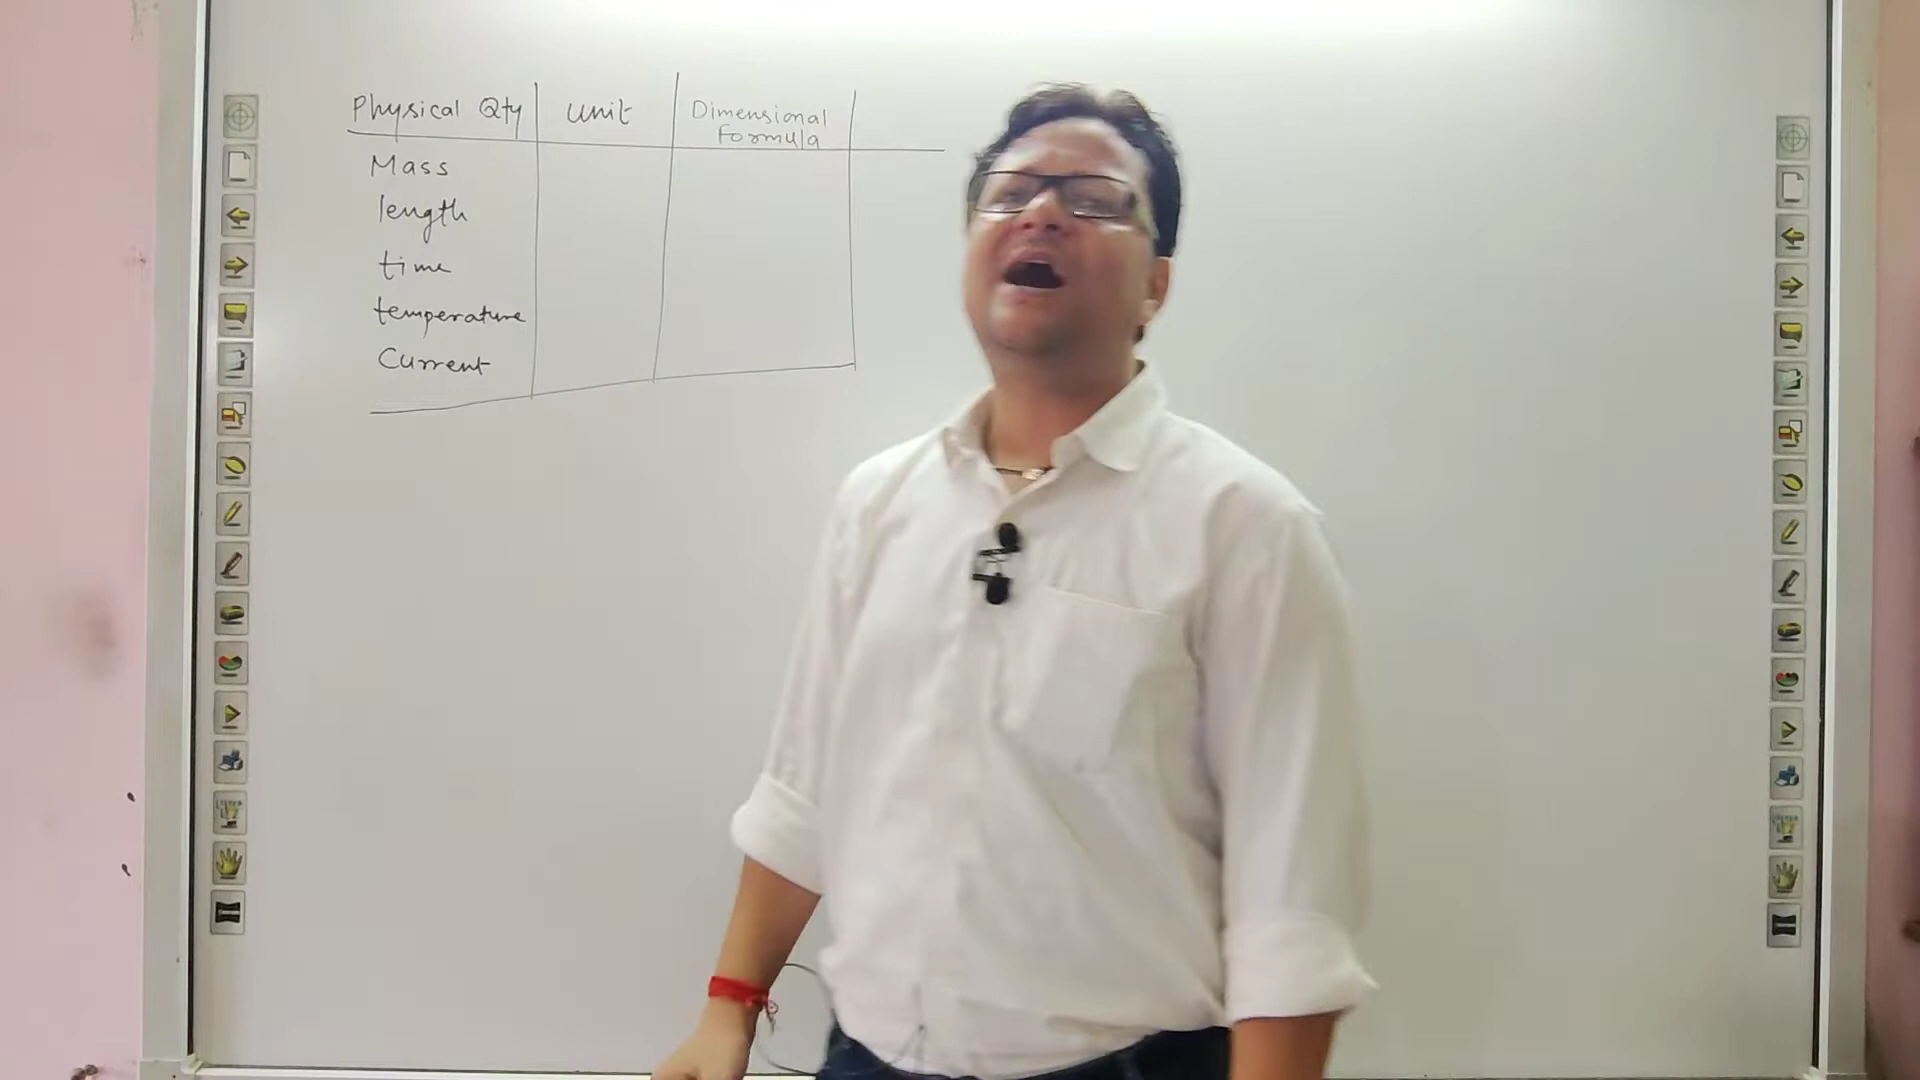 Physical Qty unit Dimensional Formula
Mass
length
time
temperature
Current